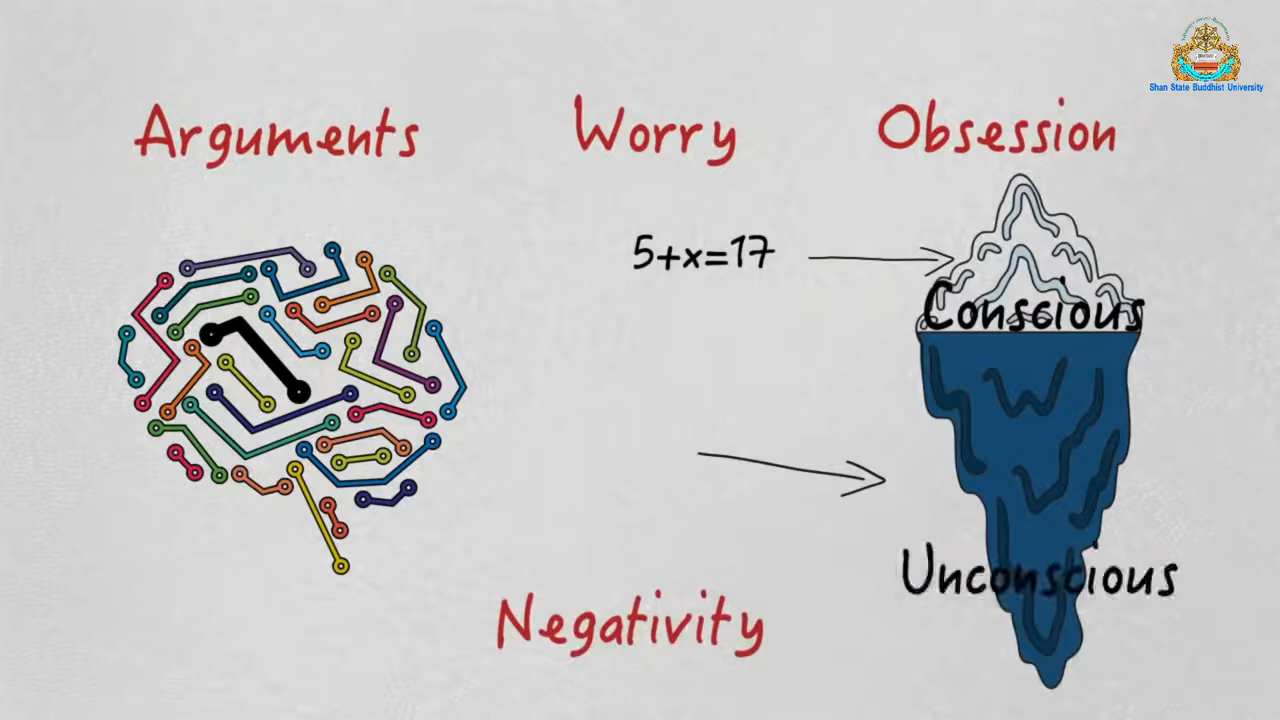 Shan State Buddhist University
Arguments Worry Obsession
5+x=17
Conscious
Unconscious
Negativity